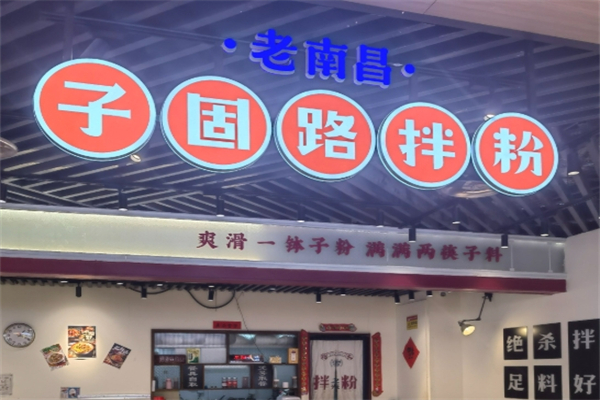 ·老南昌·
子固路拌粉
爽滑一钵子粉 满满两筷子料
拌粉
绝杀拌
足料好